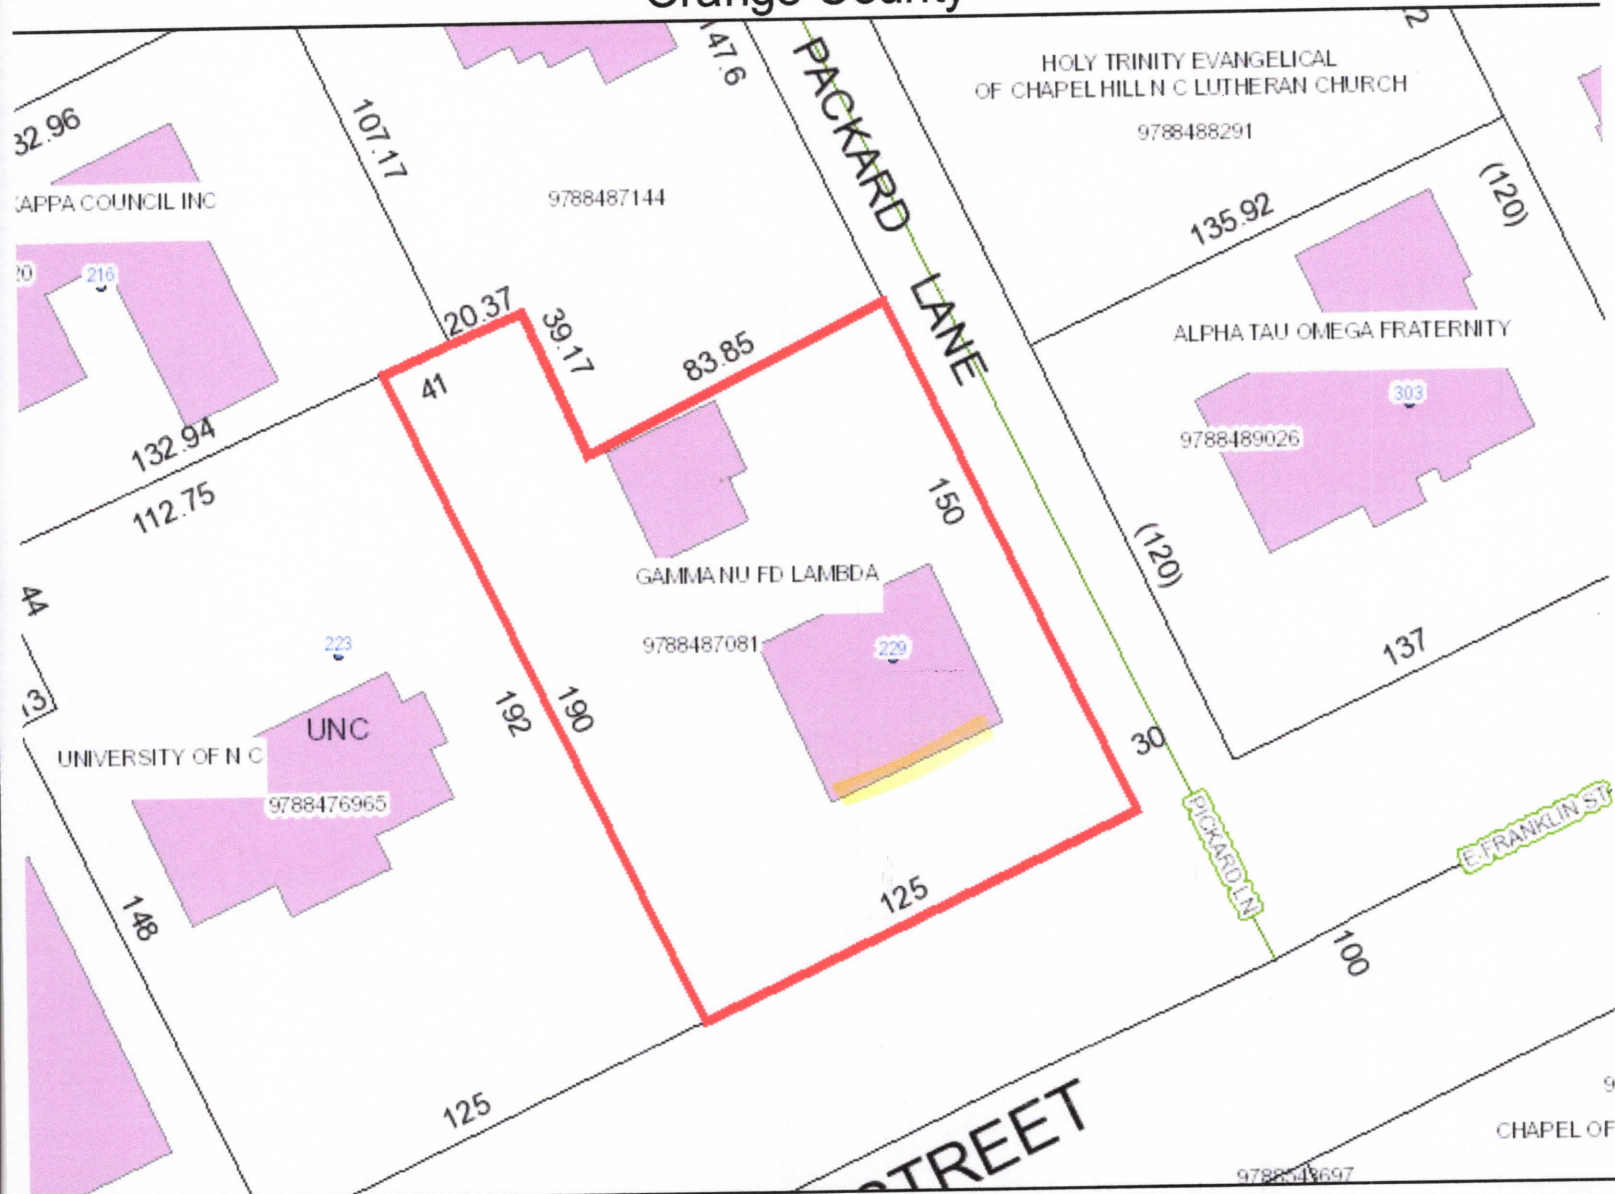 Orange County
147.6
PACKARD
LANE
HOLY TRINITY EVANGELICAL
OF CHAPEL HILL N C LUTHERAN CHURCH
9788488291
32.96
107.17
KAPPA COUNCIL INC
9788487144
135.92
(120)
20
216
20.37
39.17
83.85
41
ALPHA TAU OMEGA FRATERNITY
303
9788489026
132.94
112.75
150
(120)
44
GAMMA NU FD LAMBDA
9788487081
229
223
137
13
192
190
UNC
UNIVERSITY OF N C
9788476965
30
PICKARD LN
E FRANKLIN ST
148
125
100
125
STREET
CHAPEL OF
9788543697